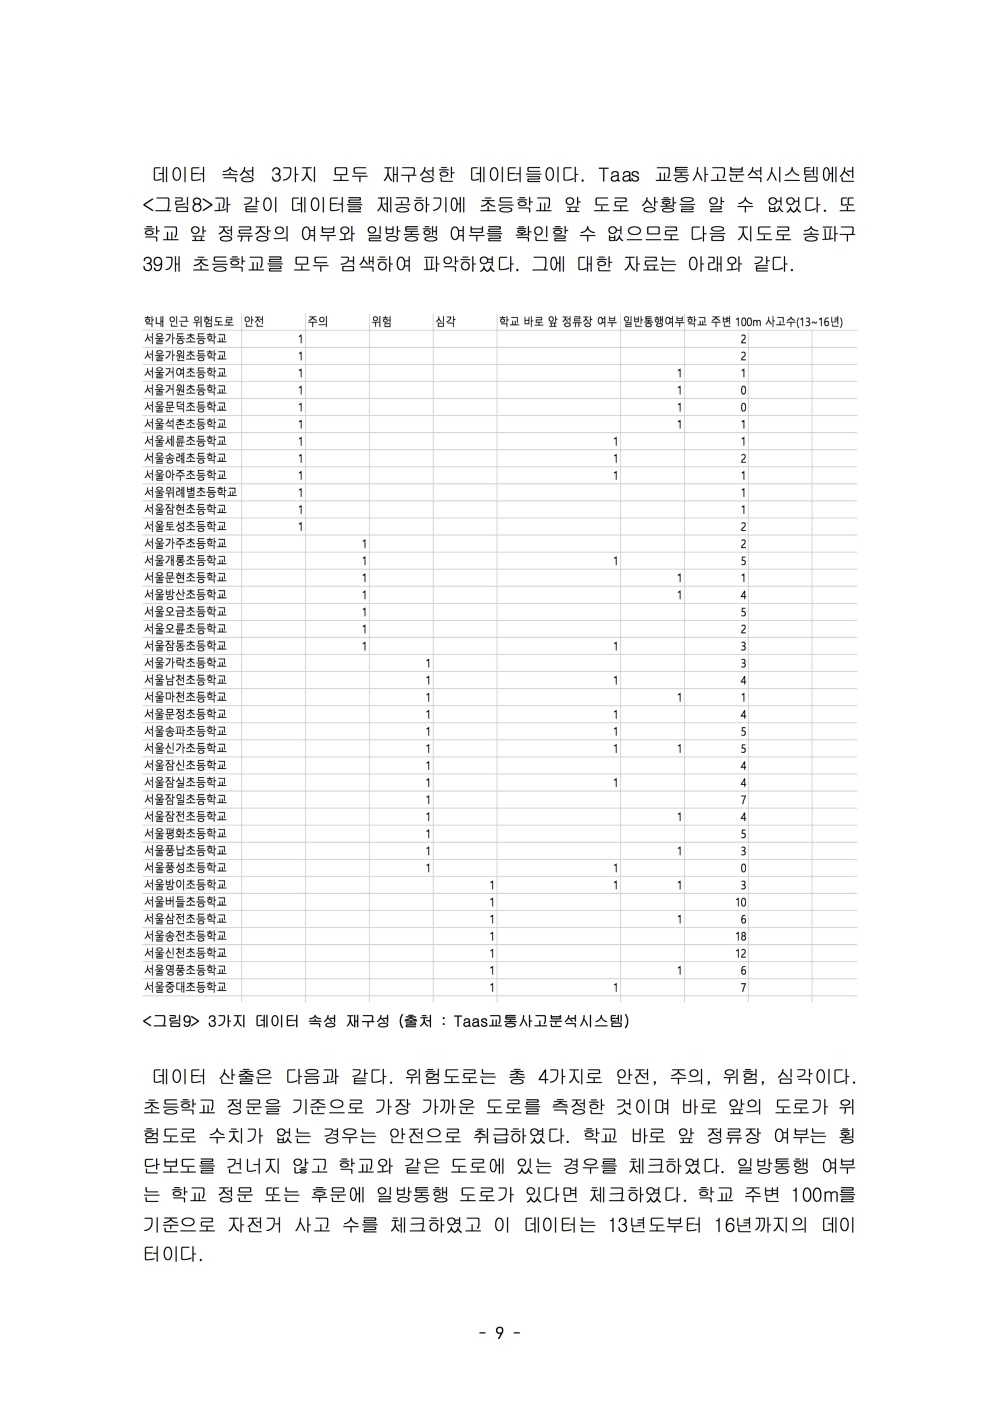 데이터 속성 3가지 모두 재구성한 데이터들이다. Taas 교통사고분석시스템에선
<그림8>과 같이 데이터를 제공하기에 초등학교 앞 도로 상황을 알 수 없었다. 또
학교 앞 정류장의 여부와 일방통행 여부를 확인할 수 없으므로 다음 지도로 송파구
39개 초등학교를 모두 검색하여 파악하였다. 그에 대한 자료는 아래와 같다.
학내 인근 위험도로 안전 주의 위험 심각 학교 바로 앞 정류장 여부 일반통행여부 학교 주변 100m 사고수(13~16년)
서울가동초등학교 1 2
서울가원초등학교 1 2
서울거여초등학교 1 1 1
서울거원초등학교 1 1 0
서울문덕초등학교 1 1 0
서울석촌초등학교 1 1 1
서울세륜초등학교 1 1 1
서울송례초등학교 1 1 2
서울아주초등학교 1 1 1
서울위례별초등학교 1 1
서울잠현초등학교 1 1
서울토성초등학교 1 2
서울가주초등학교 1 2
서울개롱초등학교 1 1 5
서울문현초등학교 1 1 1
서울방산초등학교 1 1 4
서울오금초등학교 1 5
서울오륜초등학교 1 2
서울잠동초등학교 1 1 3
서울가락초등학교 1 3
서울남천초등학교 1 1 4
서울마천초등학교 1 1 1
서울문정초등학교 1 1 4
서울송파초등학교 1 1 5
서울신가초등학교 1 1 1 5
서울잠신초등학교 1 4
서울잠실초등학교 1 1 4
서울잠일초등학교 1 7
서울잠전초등학교 1 1 4
서울평화초등학교 1 5
서울풍납초등학교 1 1 3
서울풍성초등학교 1 1 0
서울방이초등학교 1 1 1 3
서울버들초등학교 1 10
서울삼전초등학교 1 1 6
서울송전초등학교 1 18
서울신천초등학교 1 12
서울영풍초등학교 1 1 6
서울중대초등학교 1 1 7
<그림9> 3가지 데이터 속성 재구성 (출처 : Taas교통사고분석시스템)
데이터 산출은 다음과 같다. 위험도로는 총 4가지로 안전, 주의, 위험, 심각이다.
초등학교 정문을 기준으로 가장 가까운 도로를 측정한 것이며 바로 앞의 도로가 위
험도로 수치가 없는 경우는 안전으로 취급하였다. 학교 바로 앞 정류장 여부는 횡
단보도를 건너지 않고 학교와 같은 도로에 있는 경우를 체크하였다. 일방통행 여부
는 학교 정문 또는 후문에 일방통행 도로가 있다면 체크하였다. 학교 주변 100m를
기준으로 자전거 사고 수를 체크하였고 이 데이터는 13년도부터 16년까지의 데이
터이다.
- 9 -